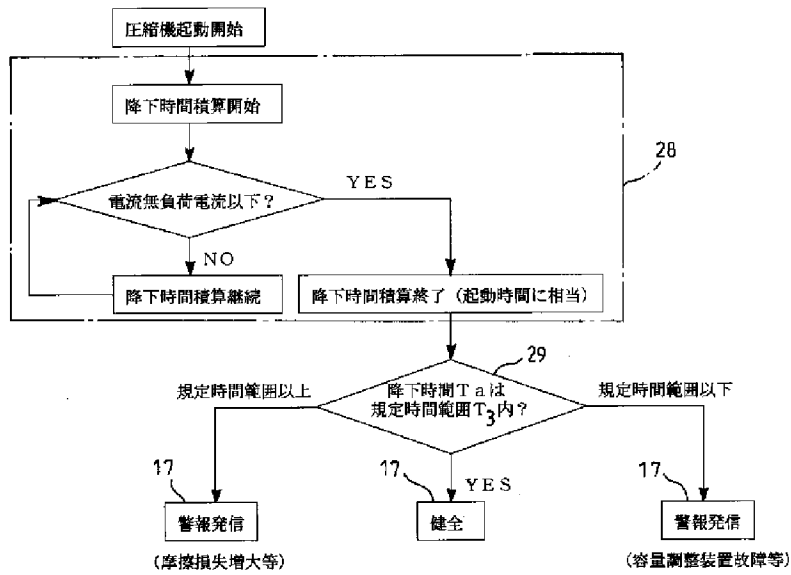 圧縮機起動開始
降下時間積算開始
28
電流無負荷電流以下？
YES
NO
降下時間積算継続
降下時間積算終了（起動時間に相当）
29
規定時間範囲以上
降下時間Taは
規定時間範囲T3内？
規定時間範囲以下
17
17
YES
17
警報発信
健全
警報発信
(摩擦損失増大等)
(容量調整装置故障等)